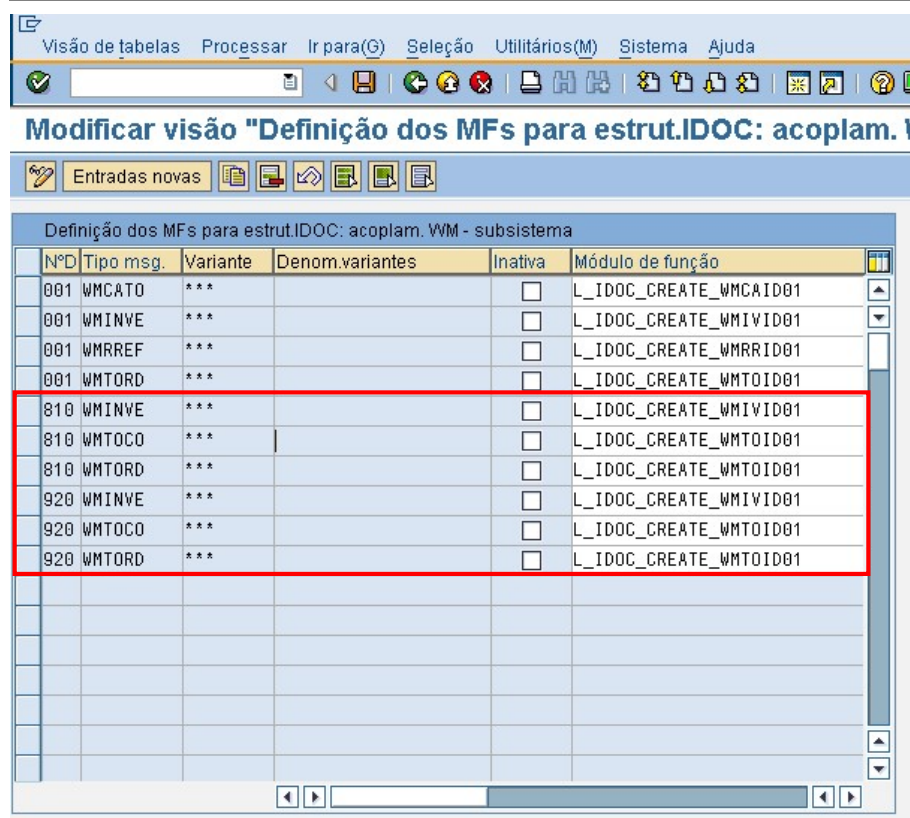 Visão de tabelas Processar Ir para(G) Seleção Utilitários(M) Sistema Ajuda
Modificar visão "Definição dos MFs para estrut.IDOC: acoplam.
Entradas novas
Definição dos MFs para estrut.IDOC: acoplam. WM - subsistema
NºD Tipo msg. Variante Denom.variantes Inativa Módulo de função
001 WMCATO *** L_IDOC_CREATE_WMCAID01
001 WMINVE *** L_IDOC_CREATE_WMIVID01
001 WMRREF *** L_IDOC_CREATE_WMRRID01
001 WMTORD *** L_IDOC_CREATE_WMTOID01
810 WMINVE *** L_IDOC_CREATE_WMIVID01
810 WMTOCO *** L_IDOC_CREATE_WMTOID01
810 WMTORD *** L_IDOC_CREATE_WMTOID01
920 WMINVE *** L_IDOC_CREATE_WMIVID01
920 WMTOCO *** L_IDOC_CREATE_WMTOID01
920 WMTORD *** L_IDOC_CREATE_WMTOID01